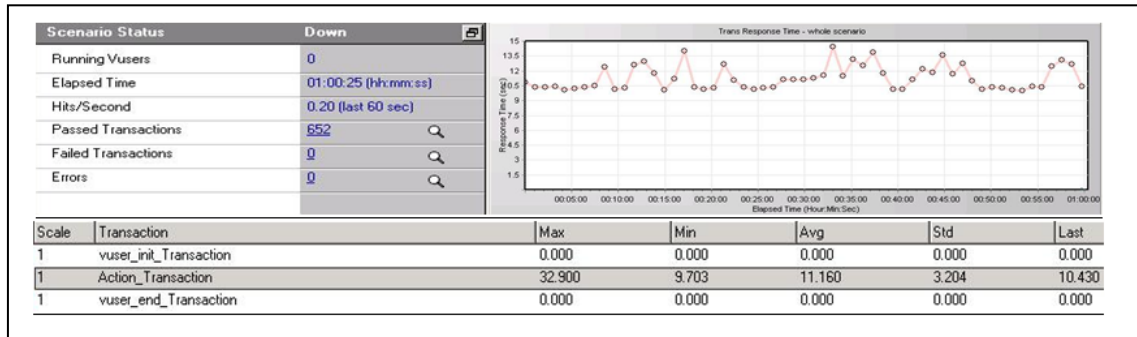 Scenario Status Down
Running Vusers 0
Elapsed Time 01:00:25 (hh:mm:ss)
Hits/Second 0.20 (last 60 sec)
Passed Transactions 652
Failed Transactions 0
Errors 0
Trans Response Time - whole scenario
Response Time (sec)
15
13.5
12
10.5
9
7.5
6
4.5
3
1.5
00:05:00 00:10:00 00:15:00 00:20:00 00:25:00 00:30:00 00:35:00 00:40:00 00:45:00 00:50:00 00:55:00 01:00:00
Elapsed Time (Hour:Min:Sec)
Scale Transaction Max Min Avg Std Last
1 vuser_init_Transaction 0.000 0.000 0.000 0.000 0.000
1 Action_Transaction 32.900 9.703 11.160 3.204 10.430
1 vuser_end_Transaction 0.000 0.000 0.000 0.000 0.000